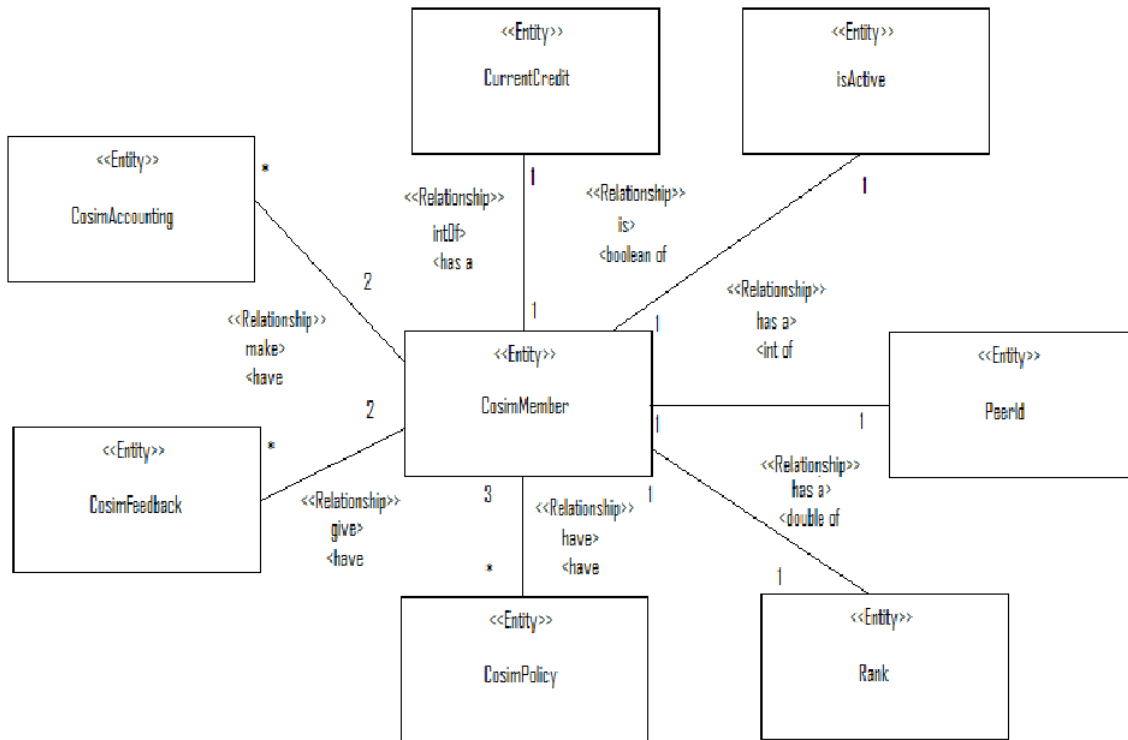 <<Entity>>
CurrentCredit
<<Entity>>
isActive
<<Entity>>
CosimAccounting
*
1
1
<<Relationship>>
intOf>
<has a
<<Relationship>>
is>
<boolean of
2
1
1
<<Relationship>>
has a>
<int of
<<Relationship>>
make>
<have
<<Entity>>
CosimMember
<<Entity>>
PeerId
2
1
1
<<Entity>>
CosimFeedback
*
<<Relationship>>
give>
<have
3
1
<<Relationship>>
have>
<have
<<Relationship>>
has a>
<double of
*
1
<<Entity>>
CosimPolicy
<<Entity>>
Rank